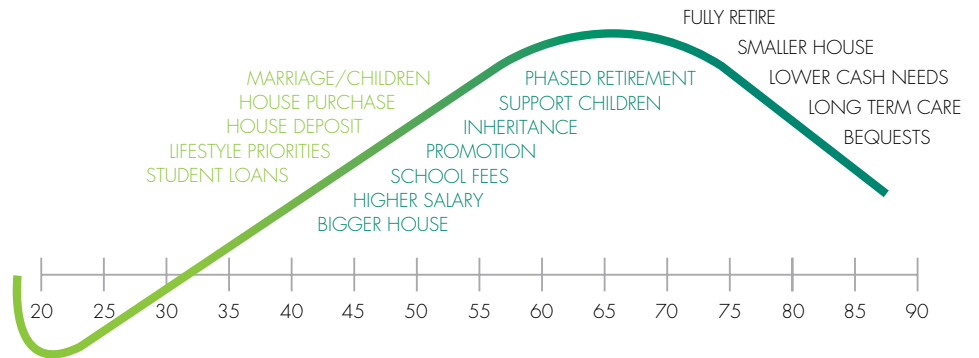 MARRIAGE/CHILDREN
HOUSE PURCHASE
HOUSE DEPOSIT
LIFESTYLE PRIORITIES
STUDENT LOANS
PHASED RETIREMENT
SUPPORT CHILDREN
INHERITANCE
PROMOTION
SCHOOL FEES
HIGHER SALARY
BIGGER HOUSE
FULLY RETIRE
SMALLER HOUSE
LOWER CASH NEEDS
LONG TERM CARE
BEQUESTS
20 25 30 35 40 45 50 55 60 65 70 75 80 85 90